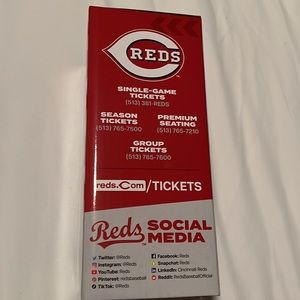 REDS
SINGLE-GAME
TICKETS
(513) 381-REDS
SEASON
TICKETS
(513) 765-7500
PREMIUM
SEATING
(513) 765-7210
GROUP
TICKETS
(513) 765-7600
reds.com/TICKETS
Reds SOCIAL
MEDIA
Twitter: @Reds
Instagram: @Reds
YouTube: Reds
Pinterest: redsbaseball
TikTok: @Reds
Facebook: Reds
Snapchat: Reds
LinkedIn: Cincinnati Reds
Reddit: RedsBaseballOfficial